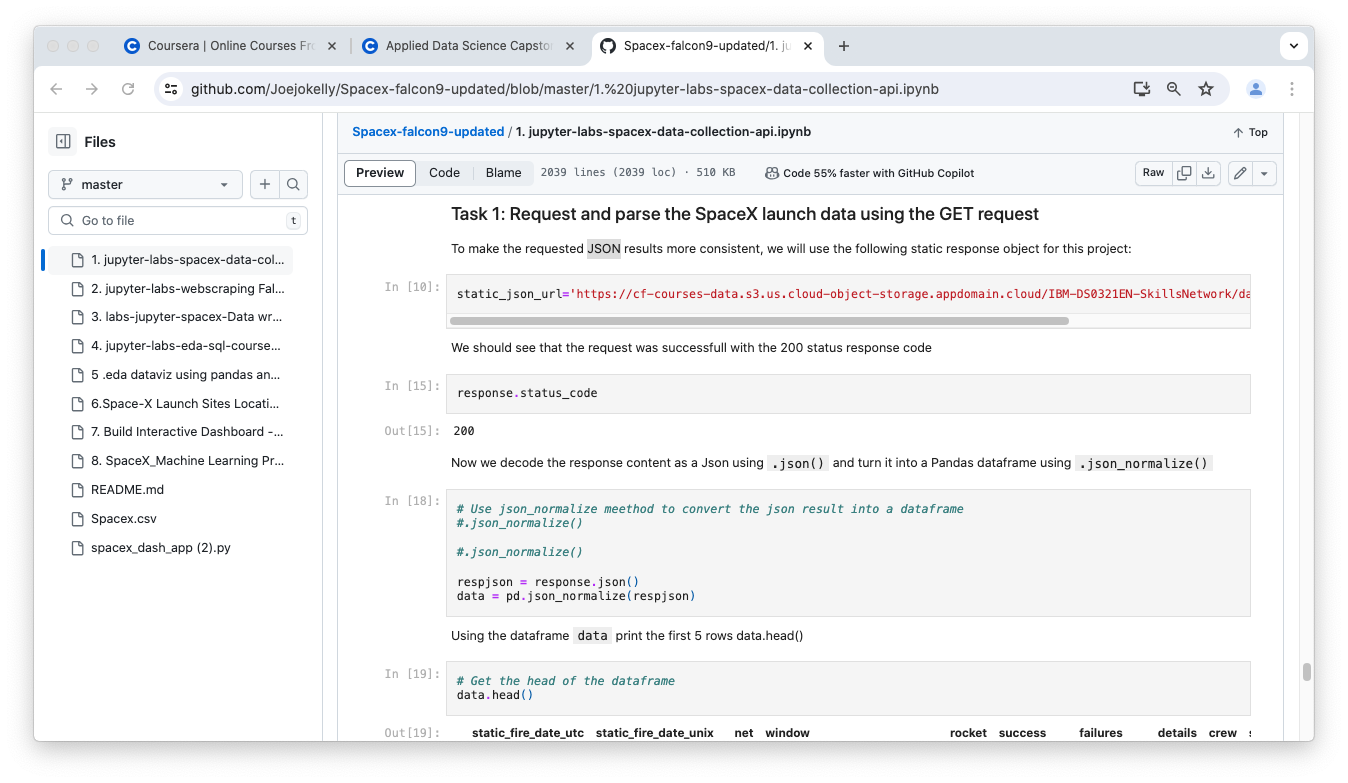 Coursera | Online Courses Fr
Applied Data Science Capsto
Spacex-falcon9-updated/1. ju
github.com/Joejokelly/Spacex-falcon9-updated/blob/master/1.%20jupyter-labs-spacex-data-collection-api.ipynb
Files
master
Go to file
t
1. jupyter-labs-spacex-data-col...
2. jupyter-labs-webscraping Fal...
3. labs-jupyter-spacex-Data wr...
4. jupyter-labs-eda-sql-course...
5 .eda dataviz using pandas an...
6.Space-X Launch Sites Locati...
7. Build Interactive Dashboard -...
8. SpaceX_Machine Learning Pr...
README.md
Spacex.csv
spacex_dash_app (2).py
Spacex-falcon9-updated / 1. jupyter-labs-spacex-data-collection-api.ipynb
Top
Preview
Code
Blame
2039 lines (2039 loc) · 510 KB
Code 55% faster with GitHub Copilot
Raw
Task 1: Request and parse the SpaceX launch data using the GET request
To make the requested JSON results more consistent, we will use the following static response object for this project:
In [10]:
static_json_url='https://cf-courses-data.s3.us.cloud-object-storage.appdomain.cloud/IBM-DS0321EN-SkillsNetwork/da
We should see that the request was successfull with the 200 status response code
In [15]:
response.status_code
Out[15]:
200
Now we decode the response content as a Json using .json() and turn it into a Pandas dataframe using .json_normalize()
In [18]:
# Use json_normalize meethod to convert the json result into a dataframe
#.json_normalize()
#.json_normalize()
respjson = response.json()
data = pd.json_normalize(respjson)
Using the dataframe data print the first 5 rows data.head()
In [19]:
# Get the head of the dataframe
data.head()
Out[19]:
static_fire_date_utc static_fire_date_unix net window rocket success failures details crew